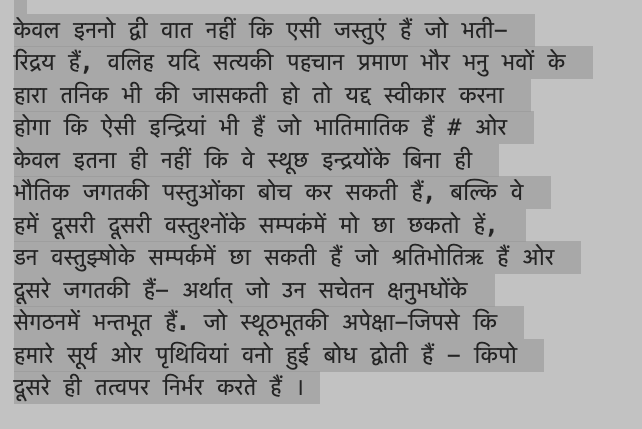 केवल इननो द्वी वात नहीं कि एसी जस्तुएं हैं जो भती–
रिद्रय हैं, वलिह यदि सत्यकी पहचान प्रमाण भौर भनु भवों के
हारा तनिक भी की जासकती हो तो यद्द स्वीकार करना
होगा कि ऐसी इन्द्रियां भी हैं जो भातिमातिक हैं # ओर
केवल इतना ही नहीं कि वे स्थूछ इन्द्रयोंके बिना ही
भौतिक जगतकी पस्तुओंका बोच कर सकती हैं, बल्कि वे
हमें दूसरी दूसरी वस्तुश्नोंके सम्पकंमें मो छा छकतो हें,
डन वस्तुझ्षोके सम्पर्कमें छा सकती हैं जो श्रतिभोतिऋ हैं ओर
दूसरे जगतकी हैं– अर्थात् जो उन सचेतन क्षनुभधोंके
सेगठनमें भन्तभूत हैं. जो स्थूठभूतकी अपेक्षा–जिपसे कि
हमारे सूर्य ओर पृथिवियां वनो हुई बोध द्वोती हैं – किपो
दूसरे ही तत्वपर निर्भर करते हैं ।